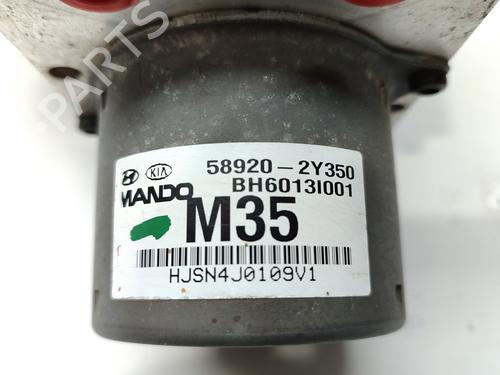 B-PARTS
KIA
58920-2Y350
MANDO
BH6013I001
M35
HJSN4J0109V1